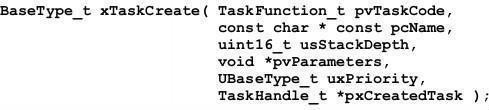 BaseType_t xTaskCreate( TaskFunction_t pvTaskCode,
const char * const pcName,
uint16_t usStackDepth,
void *pvParameters,
UBaseType_t uxPriority,
TaskHandle_t *pxCreatedTask );